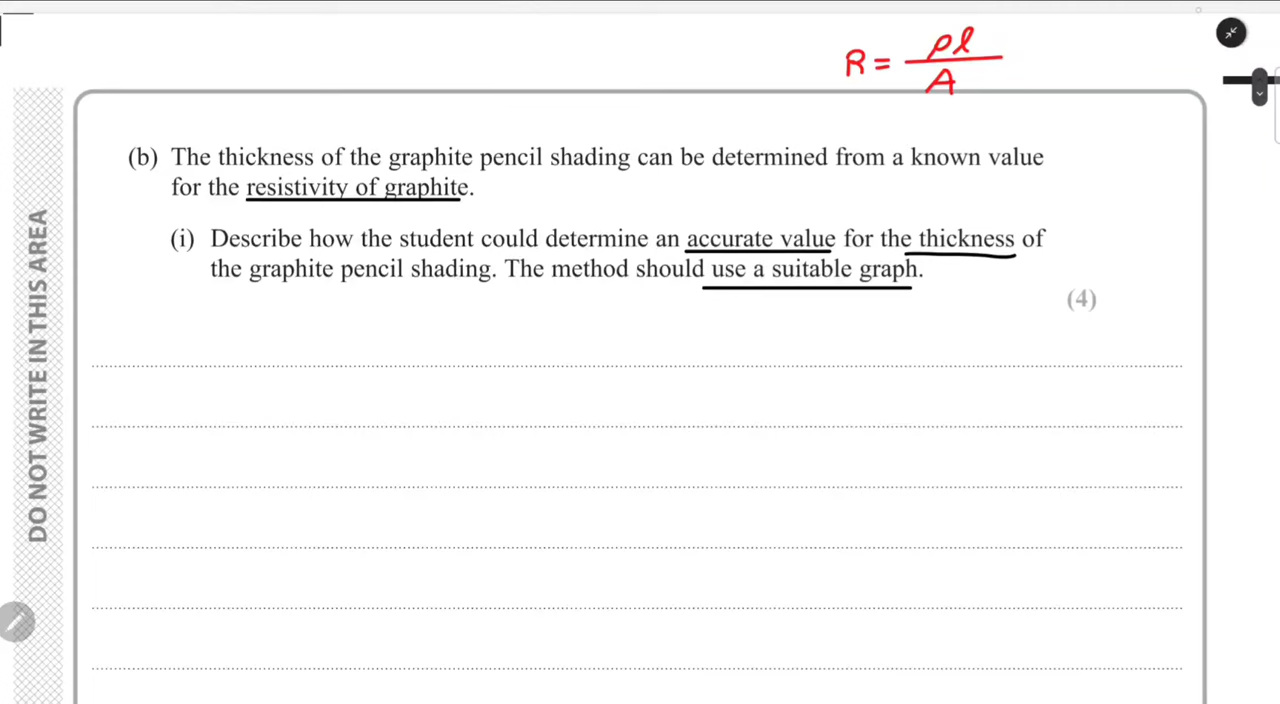 R = ρl / A
(b) The thickness of the graphite pencil shading can be determined from a known value
for the resistivity of graphite.
(i) Describe how the student could determine an accurate value for the thickness of
the graphite pencil shading. The method should use a suitable graph.
(4)
DO NOT WRITE IN THIS AREA